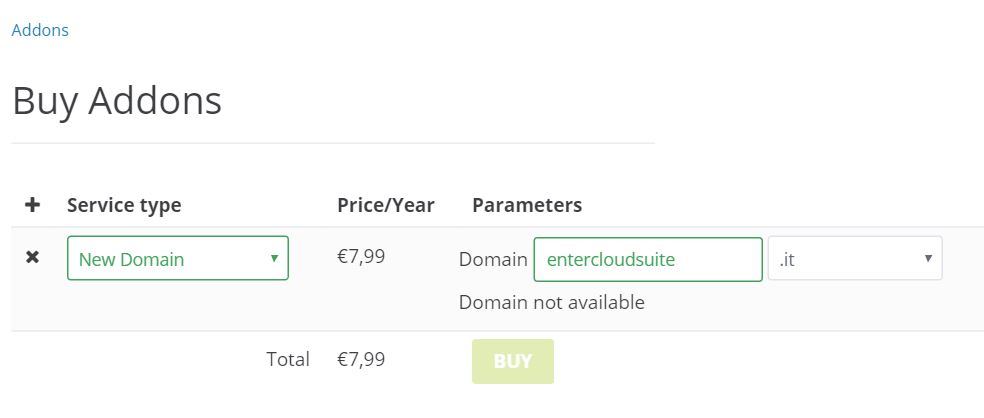 Addons
Buy Addons
+ Service type Price/Year Parameters
✖ New Domain ▼ €7,99 Domain entercloudsuite .it ▼
Domain not available
Total €7,99 BUY